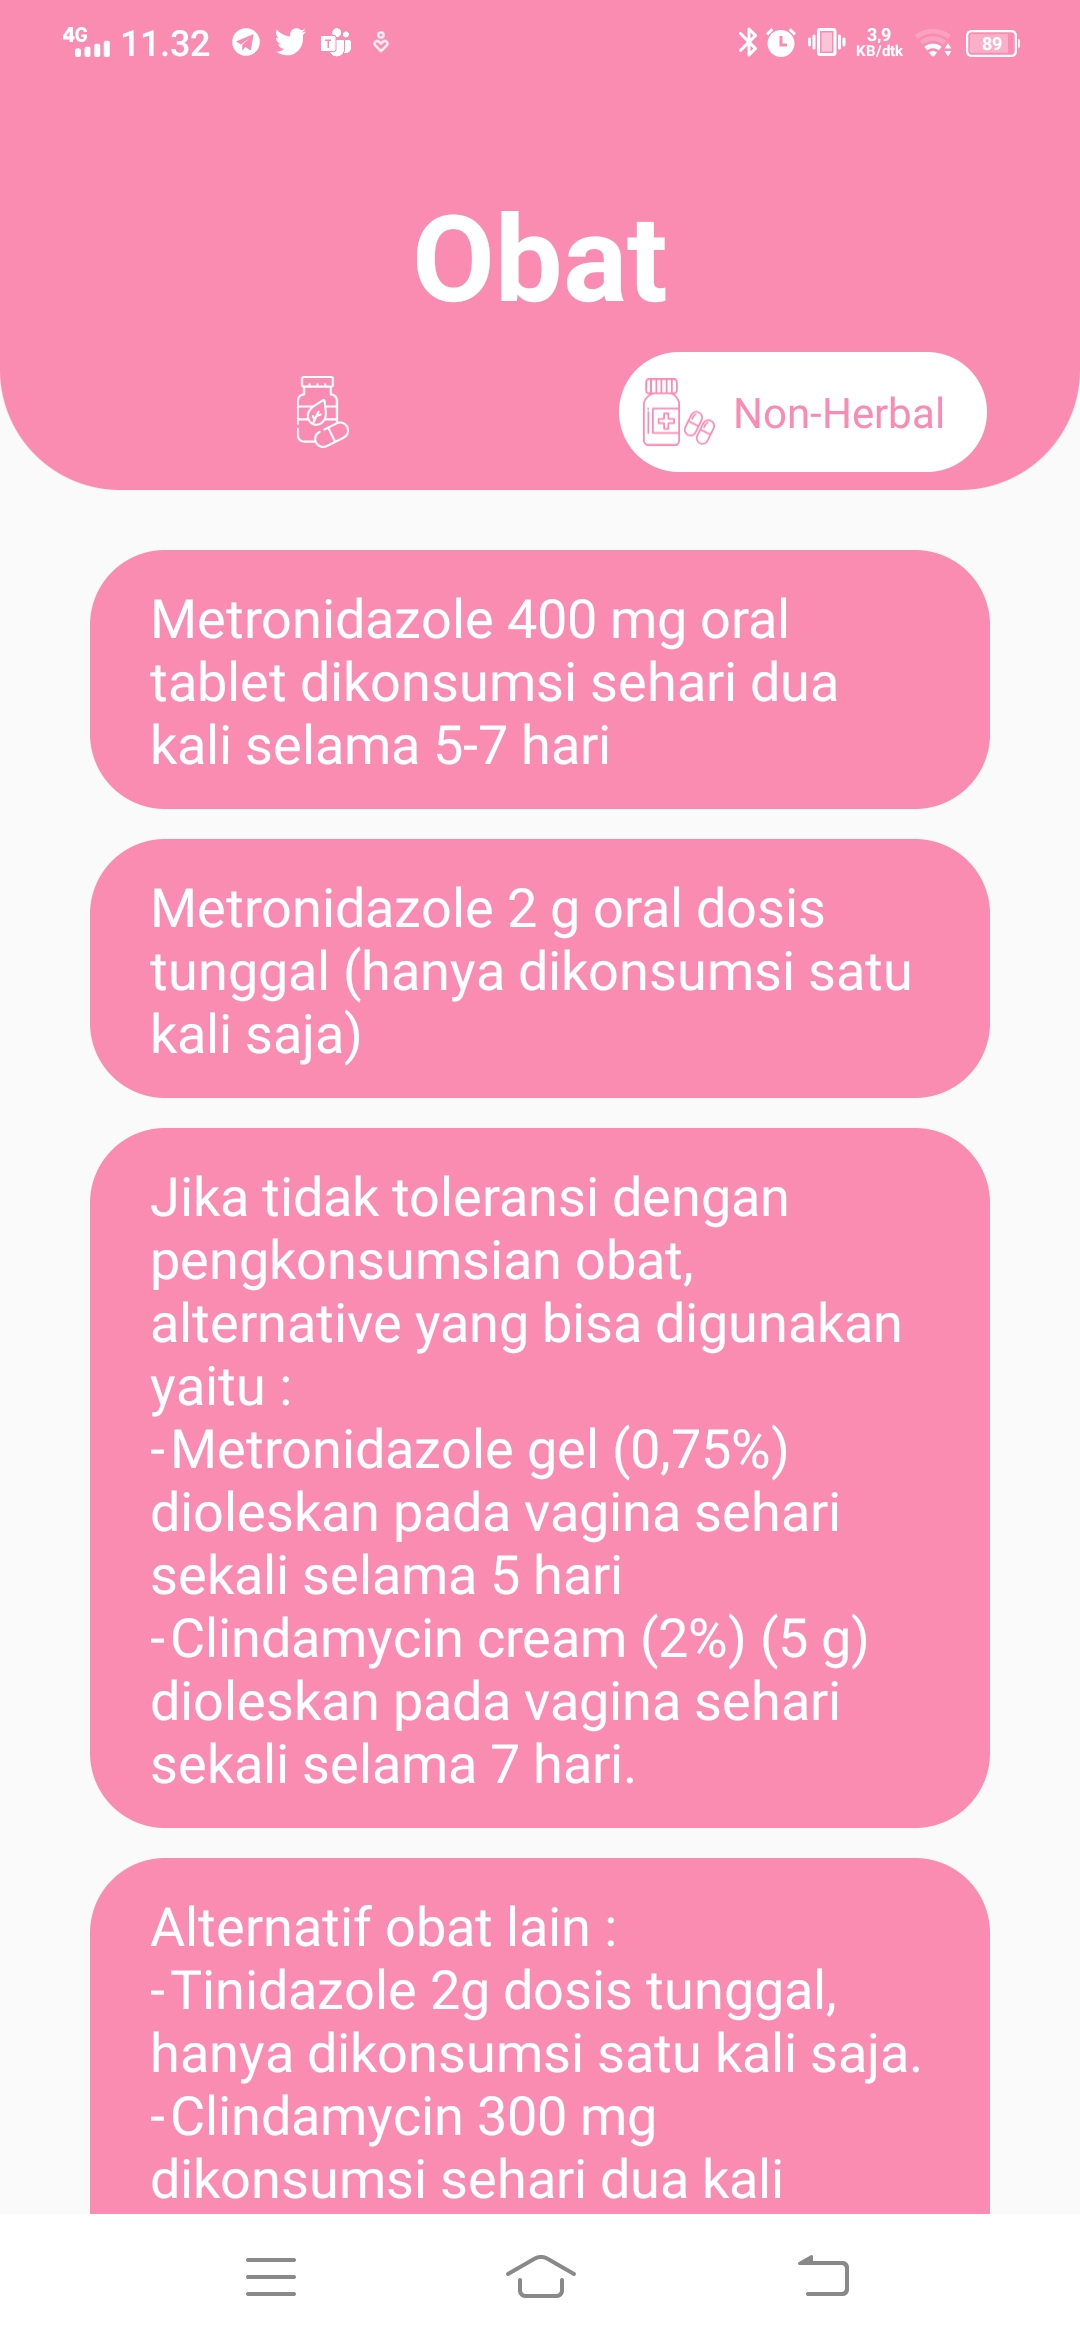 4G 11.32 3,9 KB/dtk 89
Obat
Non-Herbal
Metronidazole 400 mg oral
tablet dikonsumsi sehari dua
kali selama 5-7 hari
Metronidazole 2 g oral dosis
tunggal (hanya dikonsumsi satu
kali saja)
Jika tidak toleransi dengan
pengkonsumsian obat,
alternative yang bisa digunakan
yaitu :
-Metronidazole gel (0,75%)
dioleskan pada vagina sehari
sekali selama 5 hari
-Clindamycin cream (2%) (5 g)
dioleskan pada vagina sehari
sekali selama 7 hari.
Alternatif obat lain :
-Tinidazole 2g dosis tunggal,
hanya dikonsumsi satu kali saja.
-Clindamycin 300 mg
dikonsumsi sehari dua kali